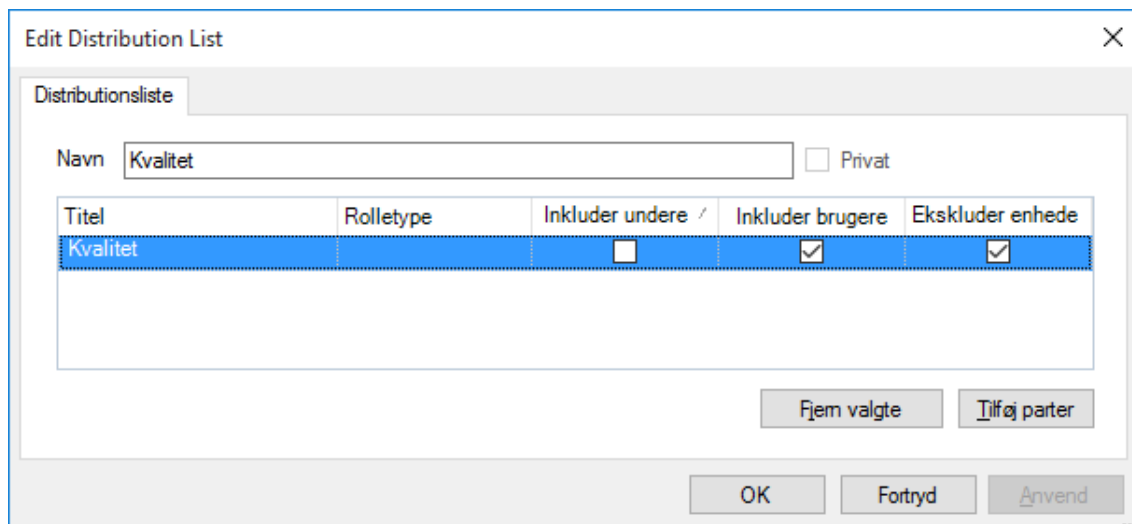 Edit Distribution List
Distributionsliste
Navn Kvalitet Privat
Titel Rolletype Inkluder undere Inkluder brugere Ekskluder enhede
Kvalitet
Fjern valgte Tilføj parter
OK Fortryd Anvend